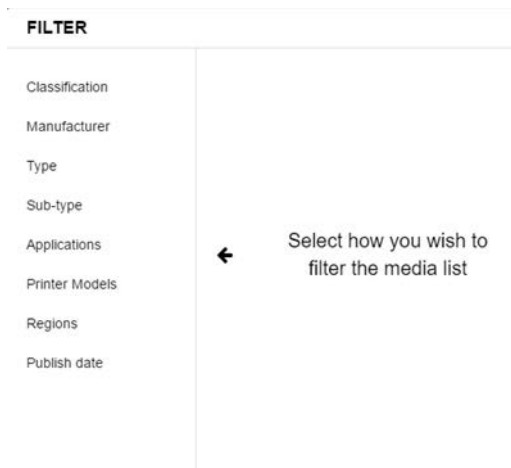 FILTER
Classification
Manufacturer
Type
Sub-type
Applications
Printer Models
Regions
Publish date
Select how you wish to
filter the media list